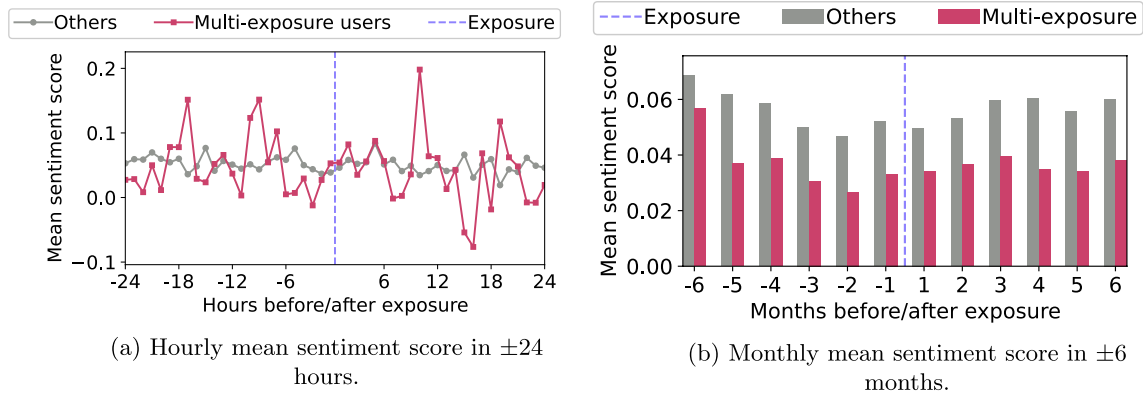 Others Multi-exposure users Exposure
Mean sentiment score
0.2
0.1
0.0
−0.1
-24 -18 -12 -6 6 12 18 24
Hours before/after exposure
(a) Hourly mean sentiment score in ±24
hours.
Exposure Others Multi-exposure
Mean sentiment score
0.06
0.04
0.02
0.00
-6 -5 -4 -3 -2 -1 1 2 3 4 5 6
Months before/after exposure
(b) Monthly mean sentiment score in ±6
months.